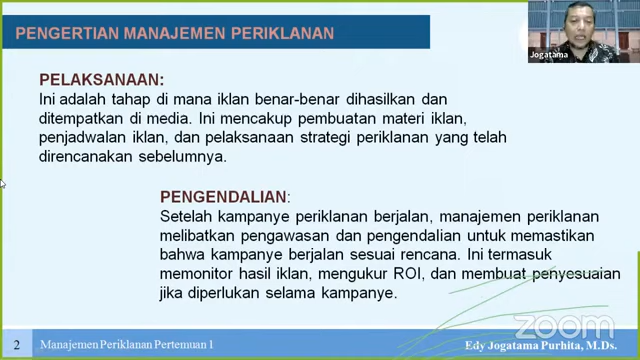 PENGERTIAN MANAJEMEN PERIKLANAN
Jogatama
PELAKSANAAN:
Ini adalah tahap di mana iklan benar-benar dihasilkan dan
ditempatkan di media. Ini mencakup pembuatan materi iklan,
penjadwalan iklan, dan pelaksanaan strategi periklanan yang telah
direncanakan sebelumnya.
PENGENDALIAN:
Setelah kampanye periklanan berjalan, manajemen periklanan
melibatkan pengawasan dan pengendalian untuk memastikan
bahwa kampanye berjalan sesuai rencana. Ini termasuk
memonitor hasil iklan, mengukur ROI, dan membuat penyesuaian
jika diperlukan selama kampanye.
zoom
2 Manajemen Periklanan Pertemuan 1
Edy Jogatama Purhita, M.Ds.